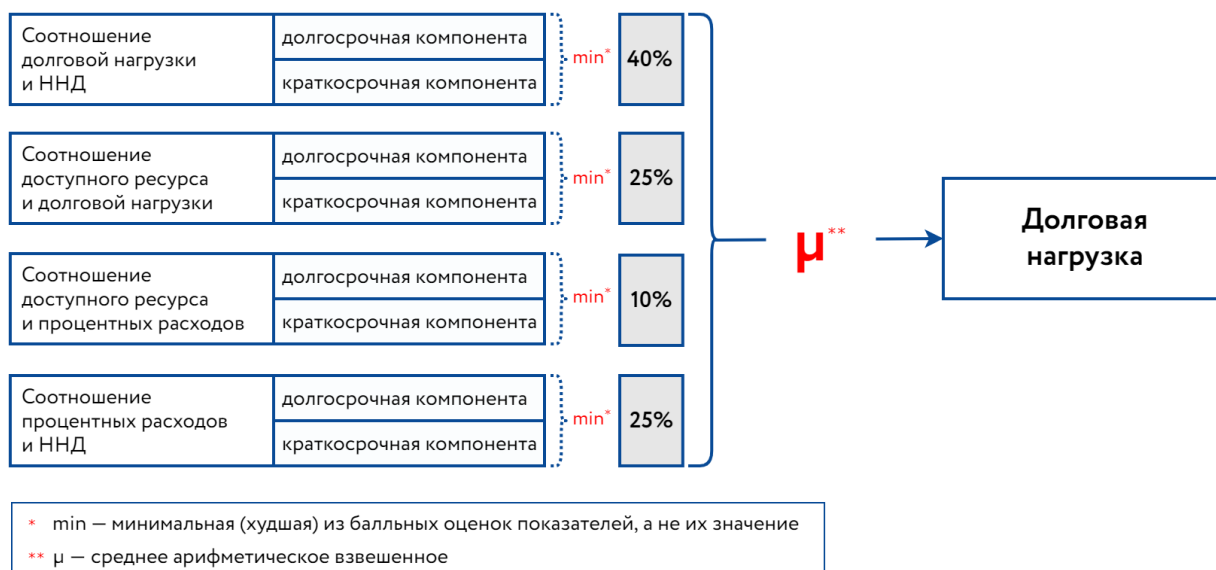 Соотношение
долговой нагрузки
и ННД
долгосрочная компонента
краткосрочная компонента
min*
40%
Соотношение
доступного ресурса
и долговой нагрузки
долгосрочная компонента
краткосрочная компонента
min*
25%
Соотношение
доступного ресурса
и процентных расходов
долгосрочная компонента
краткосрочная компонента
min*
10%
Соотношение
процентных расходов
и ННД
долгосрочная компонента
краткосрочная компонента
min*
25%
μ**
Долговая
нагрузка
* min — минимальная (худшая) из балльных оценок показателей, а не их значение
** μ — среднее арифметическое взвешенное